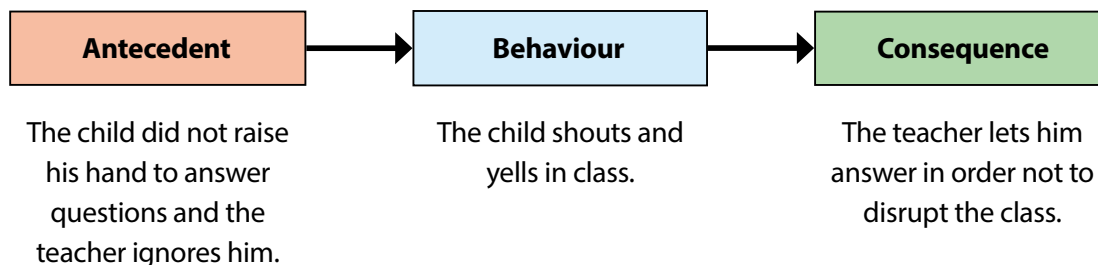 Antecedent
Behaviour
Consequence
The child did not raise
his hand to answer
questions and the
teacher ignores him.
The child shouts and
yells in class.
The teacher lets him
answer in order not to
disrupt the class.